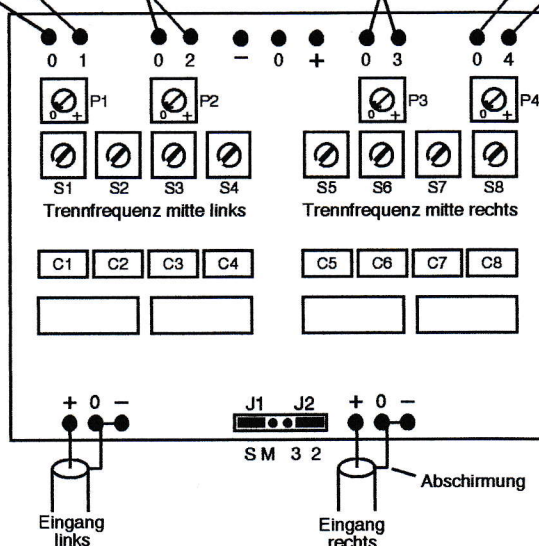 0 1 0 2 − 0 + 0 3 0 4
P1 P2 P3 P4
0 + 0 + 0 + 0 +
S1 S2 S3 S4 S5 S6 S7 S8
Trennfrequenz mitte links Trennfrequenz mitte rechts
C1 C2 C3 C4 C5 C6 C7 C8
+ 0 − J1 J2 + 0 −
S M 3 2
Abschirmung
Eingang links
Eingang rechts